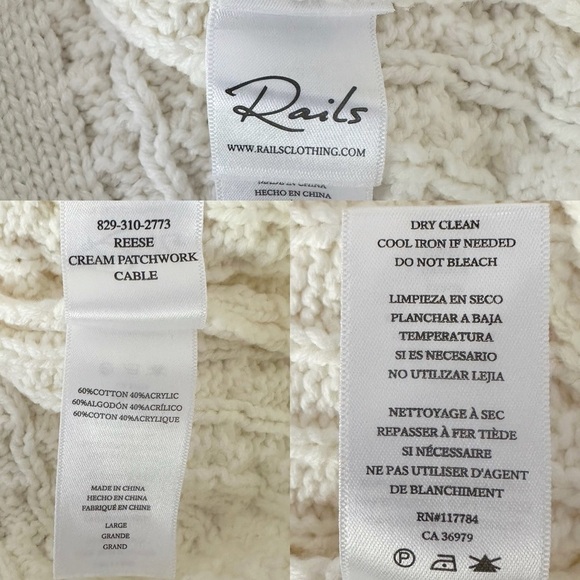 Rails
WWW.RAILSCLOTHING.COM
MADE IN CHINA
HECHO EN CHINA
829-310-2773
REESE
CREAM PATCHWORK
CABLE
60%COTTON 40%ACRYLIC
60%ALGODÓN 40%ACRÍLICO
60%COTON 40%ACRYLIQUE
MADE IN CHINA
HECHO EN CHINA
FABRIQUÉ EN CHINE
LARGE
GRANDE
GRAND
DRY CLEAN
COOL IRON IF NEEDED
DO NOT BLEACH
LIMPIEZA EN SECO
PLANCHAR A BAJA
TEMPERATURA
SI ES NECESARIO
NO UTILIZAR LEJIA
NETTOYAGE À SEC
REPASSER À FER TIÈDE
SI NÉCESSAIRE
NE PAS UTILISER D'AGENT
DE BLANCHIMENT
RN#117784
CA 36979
P